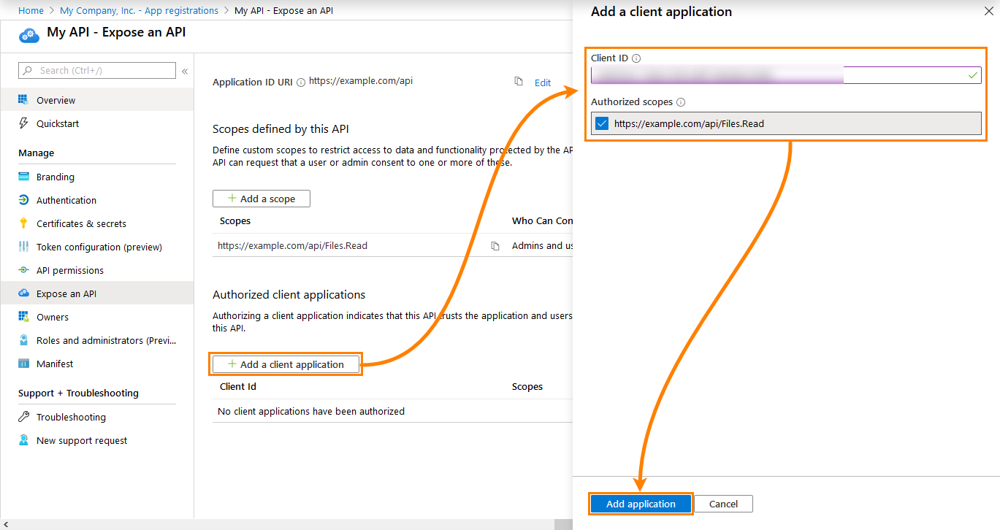 Home > My Company, Inc. - App registrations > My API - Expose an API
My API - Expose an API
Search (Ctrl+/)
«
Overview
Quickstart
Manage
Branding
Authentication
Certificates & secrets
Token configuration (preview)
API permissions
Expose an API
Owners
Roles and administrators (Previ...
Manifest
Support + Troubleshooting
Troubleshooting
New support request
Application ID URI https://example.com/api Edit
Scopes defined by this API
Define custom scopes to restrict access to data and functionality protected by the AP
API can request that a user or admin consent to one or more of these.
+ Add a scope
Scopes Who Can Con
https://example.com/api/Files.Read Admins and us
Authorized client applications
Authorizing a client application indicates that this API trusts the application and users
this API.
+ Add a client application
Client Id Scopes
No client applications have been authorized
Add a client application
Client ID
Authorized scopes
https://example.com/api/Files.Read
Add application Cancel